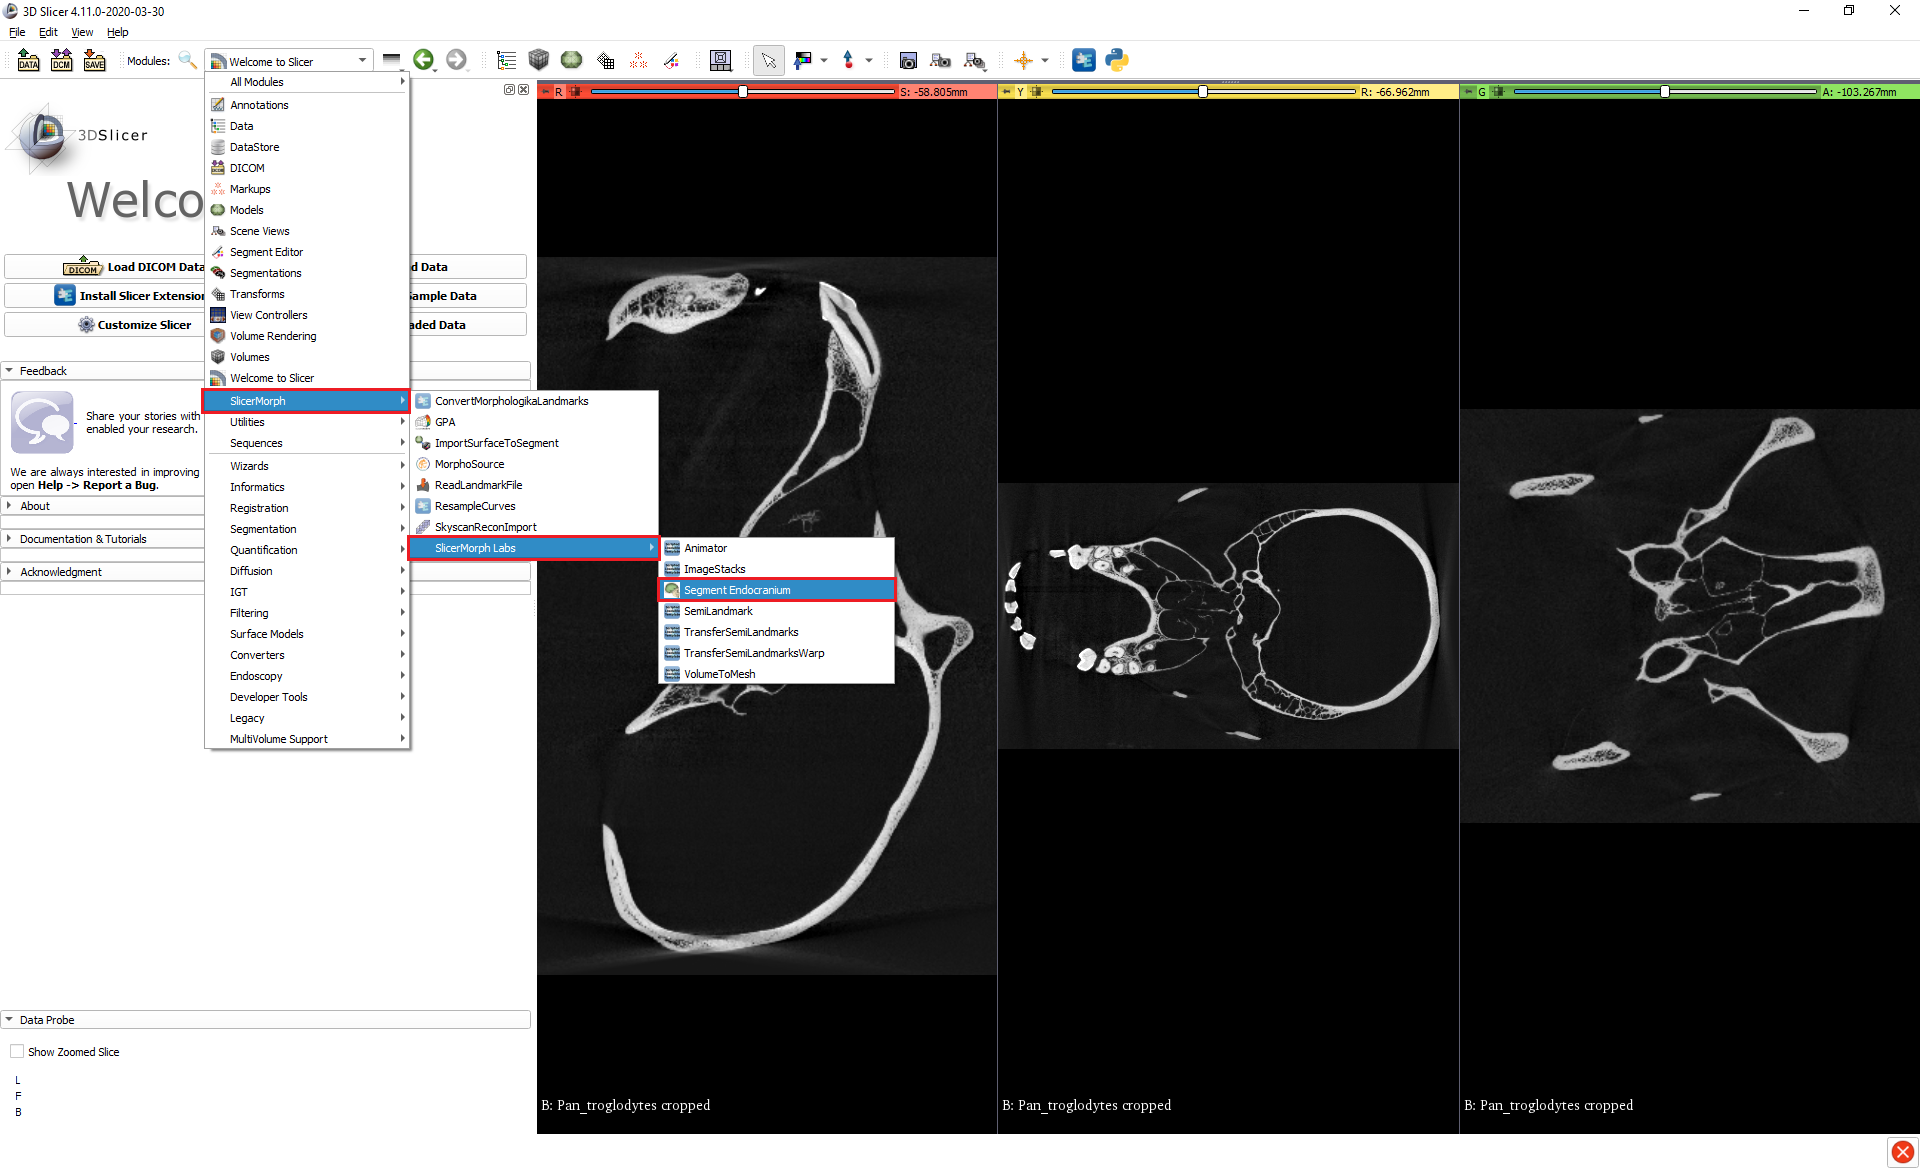 3D Slicer 4.11.0-2020-03-30
File Edit View Help
DATA DCM SAVE Modules: Welcome to Slicer
R S: -58.805mm
Y R: -66.962mm
G A: -103.267mm
3DSlicer
Welco
Load DICOM Data
d Data
Install Slicer Extension
Sample Data
Customize Slicer
aded Data
Feedback
Share your stories with
enabled your research.
We are always interested in improving
open Help -> Report a Bug.
About
Documentation & Tutorials
Acknowledgment
All Modules
Annotations
Data
DataStore
DICOM
Markups
Models
Scene Views
Segment Editor
Segmentations
Transforms
View Controllers
Volume Rendering
Volumes
Welcome to Slicer
SlicerMorph
Utilities
Sequences
Wizards
Informatics
Registration
Segmentation
Quantification
Diffusion
IGT
Filtering
Surface Models
Converters
Endoscopy
Developer Tools
Legacy
MultiVolume Support
ConvertMorphologikaLandmarks
GPA
ImportSurfaceToSegment
MorphoSource
ReadLandmarkFile
ResampleCurves
SkyscanReconImport
SlicerMorph Labs
Animator
ImageStacks
Segment Endocranium
SemiLandmark
TransferSemiLandmarks
TransferSemiLandmarksWarp
VolumeToMesh
Data Probe
Show Zoomed Slice
L
F
B
B: Pan_troglodytes cropped
B: Pan_troglodytes cropped
B: Pan_troglodytes cropped